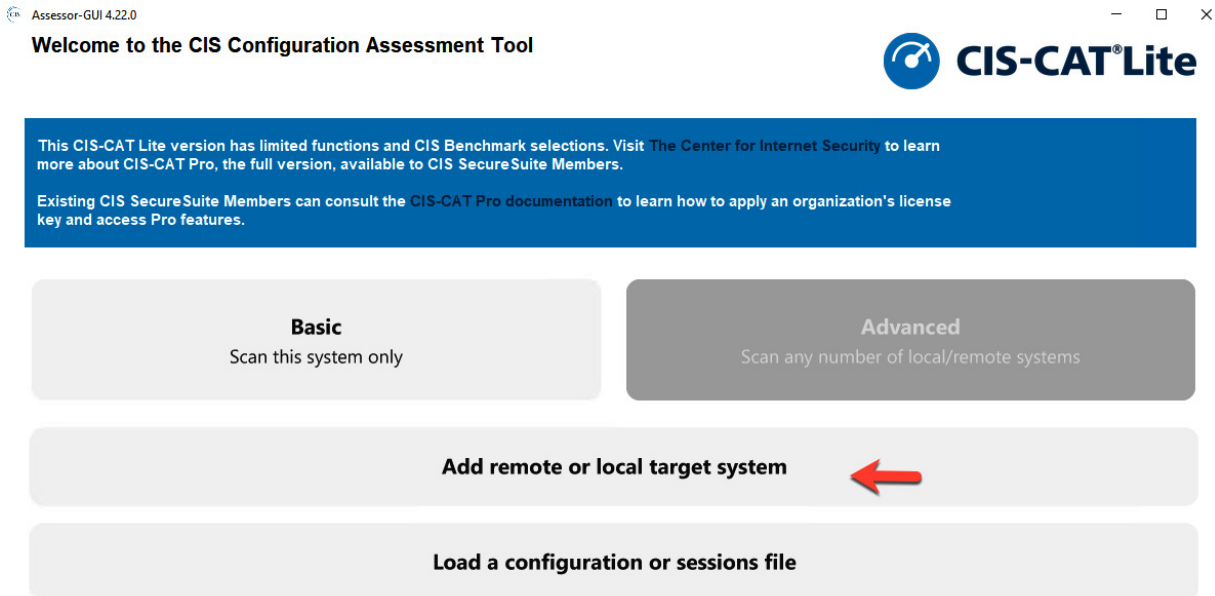 Assessor-GUI 4.22.0
Welcome to the CIS Configuration Assessment Tool
CIS-CAT®Lite
This CIS-CAT Lite version has limited functions and CIS Benchmark selections. Visit The Center for Internet Security to learn
more about CIS-CAT Pro, the full version, available to CIS SecureSuite Members.
Existing CIS SecureSuite Members can consult the CIS-CAT Pro documentation to learn how to apply an organization's license
key and access Pro features.
Basic
Scan this system only
Advanced
Scan any number of local/remote systems
Add remote or local target system
Load a configuration or sessions file